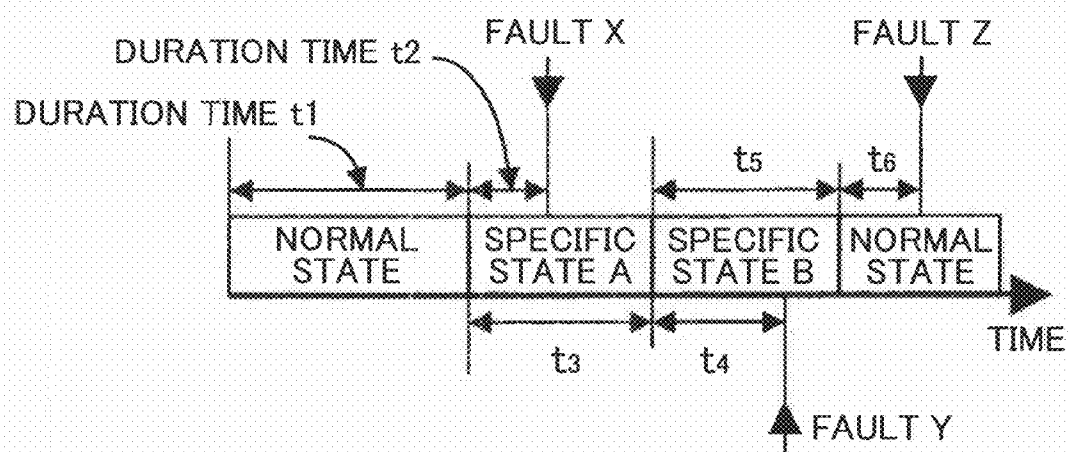 FAULT X
FAULT Z
DURATION TIME t2
DURATION TIME t1
t5
t6
NORMAL
STATE
SPECIFIC
STATE A
SPECIFIC
STATE B
NORMAL
STATE
TIME
t3
t4
FAULT Y